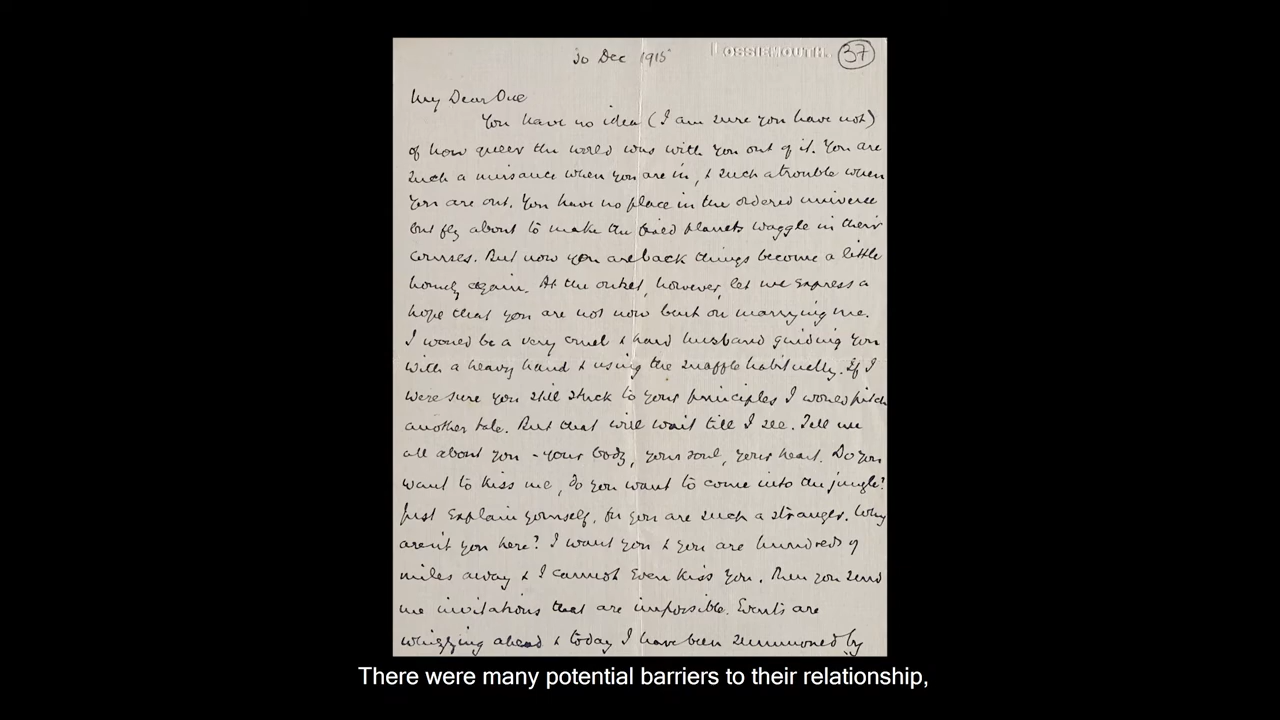 30 Dec 1915 LOSSIEMOUTH. 37
My Dear One
You have no idea (I am sure you have not)
of how queer the world was with you out of it. You are
such a nuisance when you are in, & such a trouble when
you are out. You have no place in the ordered universe
but fly about to make the fixed planets waggle in their
courses. But now you are back things become a little
homely again. At the outset, however, let me express a
hope that you are not now bent on marrying me.
I would be a very cruel & hard husband guiding you
with a heavy hand & using the snaffle habitually. If I
were sure you still stuck to your principles I would pitch
another tale. But that will wait till I see. Tell me
all about you - your body, your soul, your heart. Do you
want to kiss me, do you want to come into the jungle?
Just explain yourself, for you are such a stranger. Why
aren't you here? I want you & you are hundreds of
miles away & I cannot even kiss you. Then you send
me invitations that are impossible. Events are
whizzing ahead & today I have been summoned by
There were many potential barriers to their relationship,